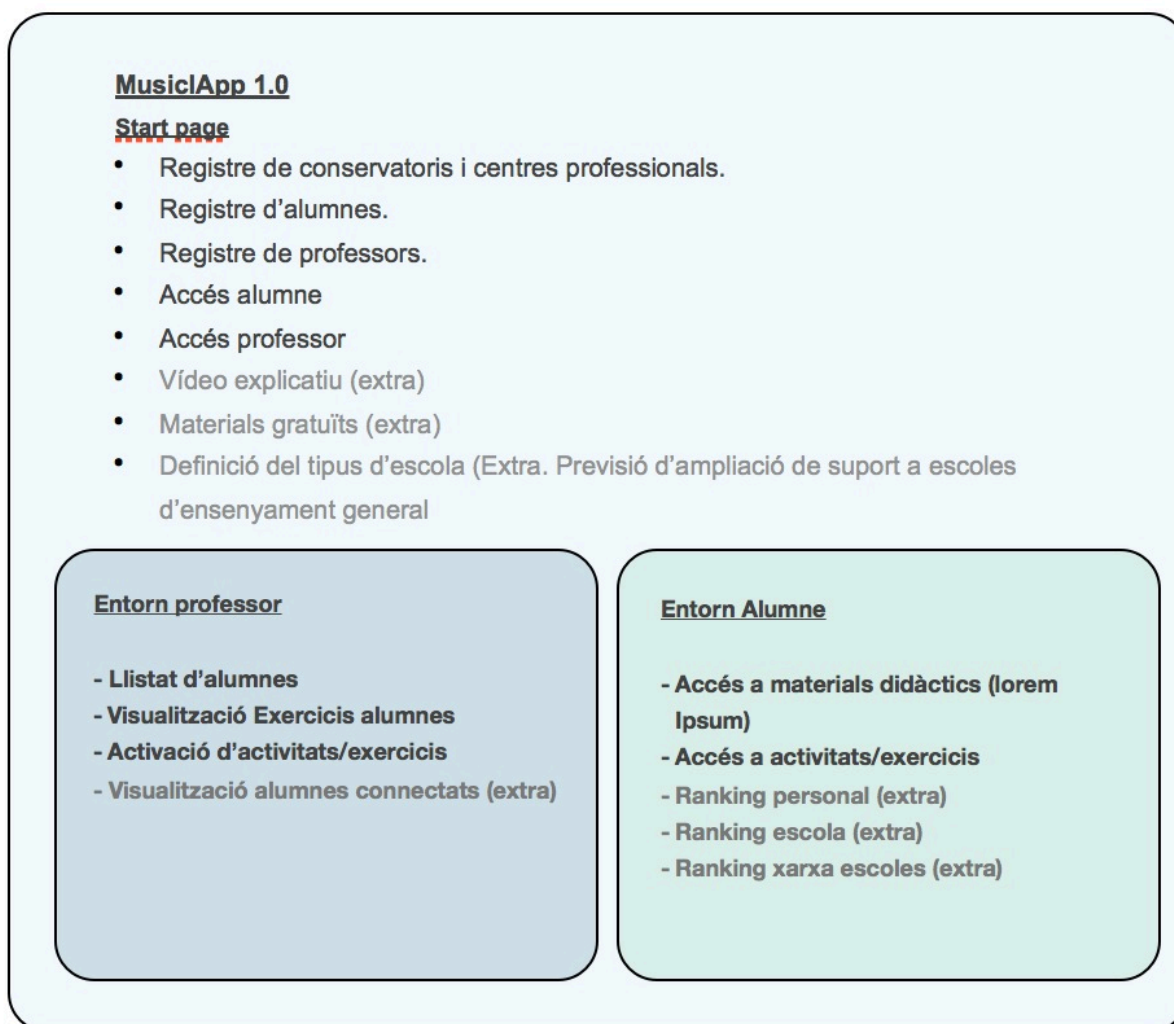 MusiclApp 1.0
Start page
• Registre de conservatoris i centres professionals.
• Registre d’alumnes.
• Registre de professors.
• Accés alumne
• Accés professor
• Vídeo explicatiu (extra)
• Materials gratuïts (extra)
• Definició del tipus d’escola (Extra. Previsió d’ampliació de suport a escoles
d’ensenyament general
Entorn professor
- Llistat d’alumnes
- Visualització Exercicis alumnes
- Activació d’activitats/exercicis
- Visualització alumnes connectats (extra)
Entorn Alumne
- Accés a materials didàctics (lorem
Ipsum)
- Accés a activitats/exercicis
- Ranking personal (extra)
- Ranking escola (extra)
- Ranking xarxa escoles (extra)